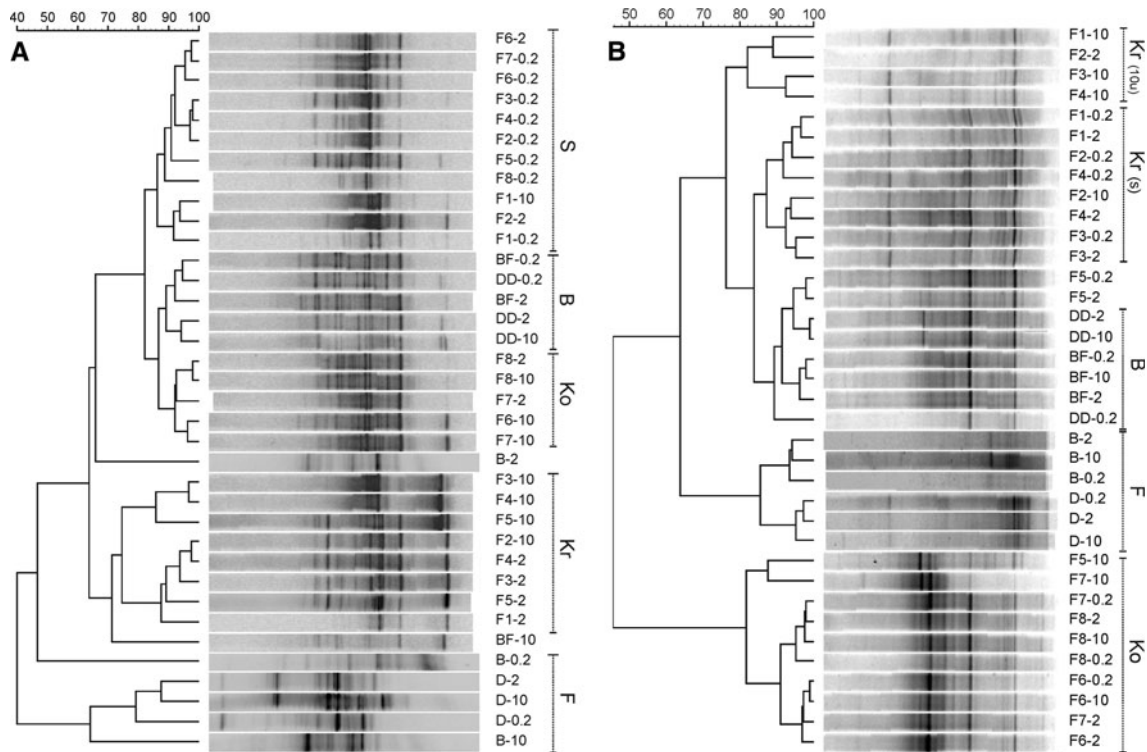 40 50 60 70 80 90 100
A
F6-2
F7-0.2
F6-0.2
F3-0.2
F4-0.2
F2-0.2
F5-0.2
F8-0.2
F1-10
F2-2
F1-0.2
S
BF-0.2
DD-0.2
BF-2
DD-2
DD-10
B
F8-2
F8-10
F7-2
F6-10
F7-10
Ko
B-2
F3-10
F4-10
F5-10
F2-10
F4-2
F3-2
F5-2
F1-2
Kr
BF-10
B-0.2
D-2
D-10
D-0.2
B-10
F
50 60 70 80 90 100
B
F1-10
F2-2
F3-10
F4-10
Kr (10u)
F1-0.2
F1-2
F2-0.2
F4-0.2
F2-10
F4-2
F3-0.2
F3-2
Kr (s)
F5-0.2
F5-2
DD-2
DD-10
BF-0.2
BF-10
BF-2
DD-0.2
B
B-2
B-10
B-0.2
D-0.2
D-2
D-10
F
F5-10
F7-10
F7-0.2
F8-2
F8-10
F8-0.2
F6-0.2
F6-10
F7-2
F6-2
Ko